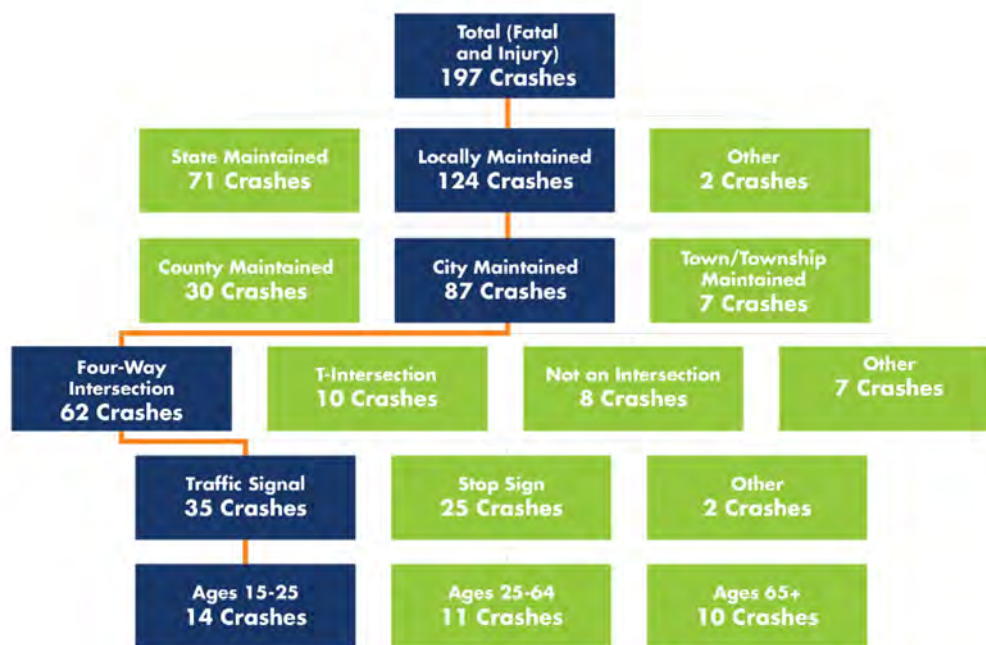 Total (Fatal
and Injury)
197 Crashes
State Maintained
71 Crashes
Locally Maintained
124 Crashes
Other
2 Crashes
County Maintained
30 Crashes
City Maintained
87 Crashes
Town/Township
Maintained
7 Crashes
Four-Way
Intersection
62 Crashes
T-Intersection
10 Crashes
Not an Intersection
8 Crashes
Other
7 Crashes
Traffic Signal
35 Crashes
Stop Sign
25 Crashes
Other
2 Crashes
Ages 15-25
14 Crashes
Ages 25-64
11 Crashes
Ages 65+
10 Crashes